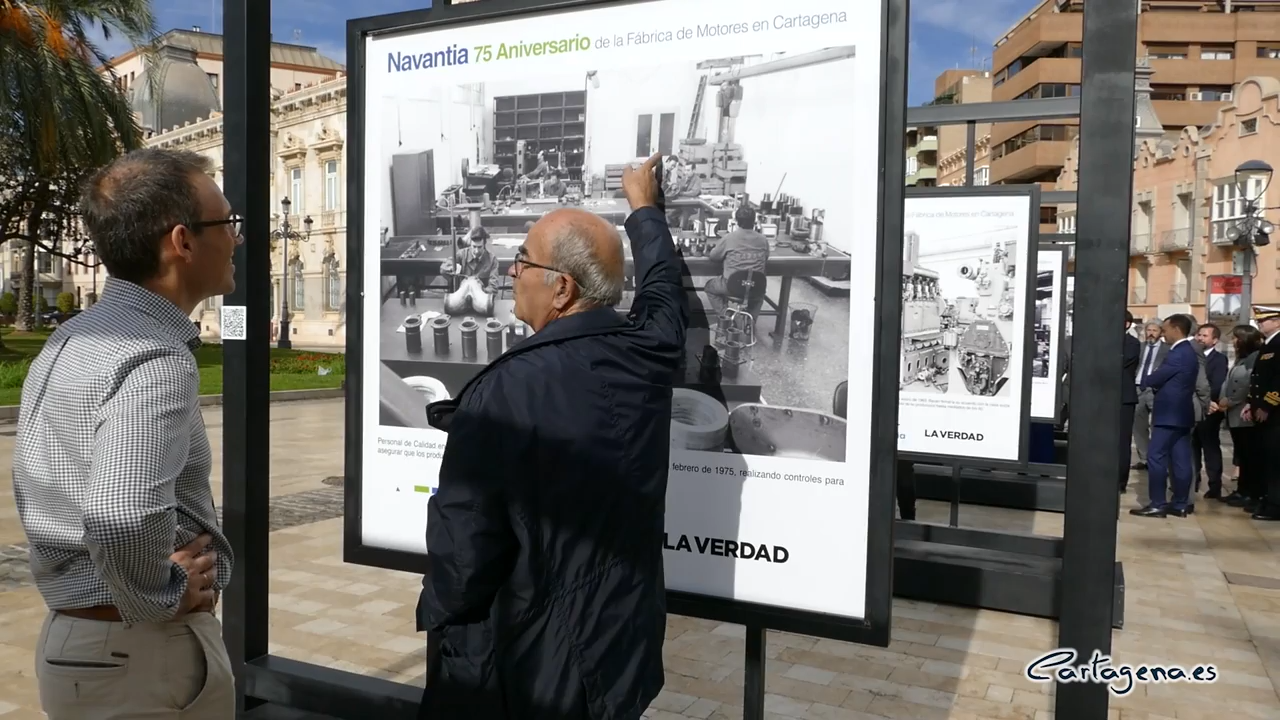 Navantia 75 Aniversario de la Fábrica de Motores en Cartagena
Personal de Calidad en
febrero de 1975, realizando controles para
asegurar que los produ
LA VERDAD
Fábrica de Motores en Cartagena
LA VERDAD
Cartagena.es